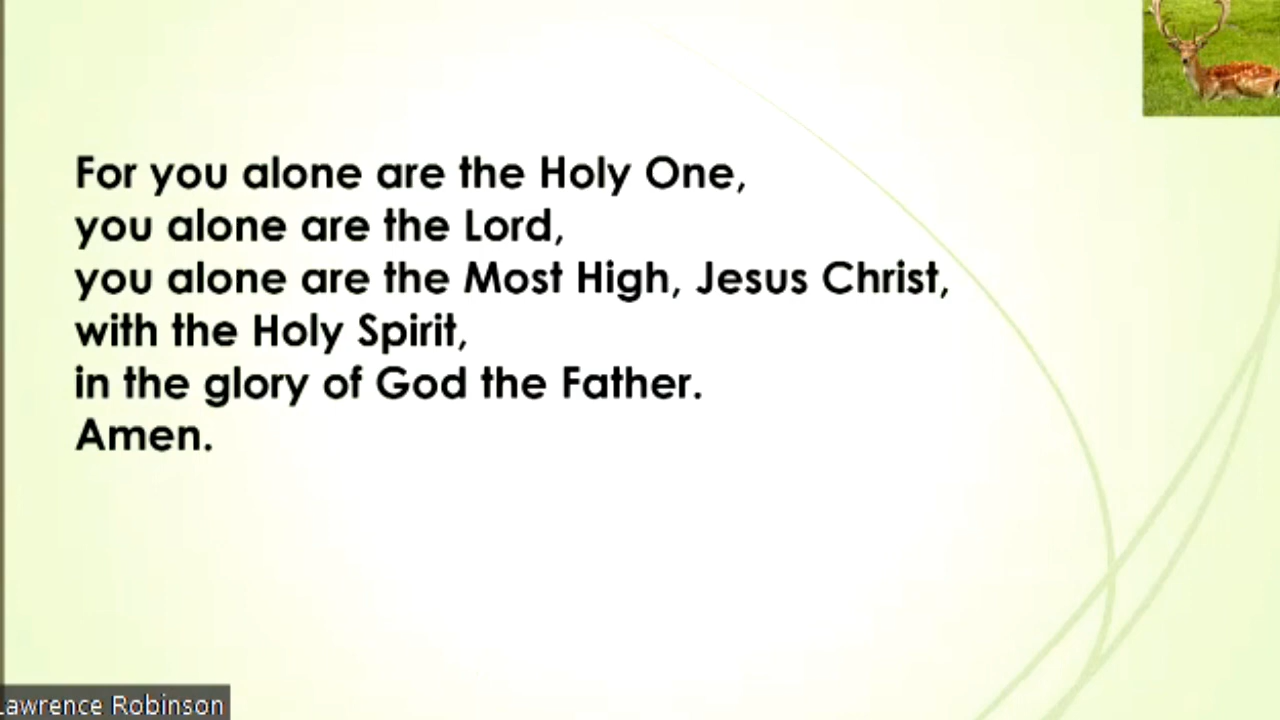 For you alone are the Holy One,
you alone are the Lord,
you alone are the Most High, Jesus Christ,
with the Holy Spirit,
in the glory of God the Father.
Amen.
Lawrence Robinson